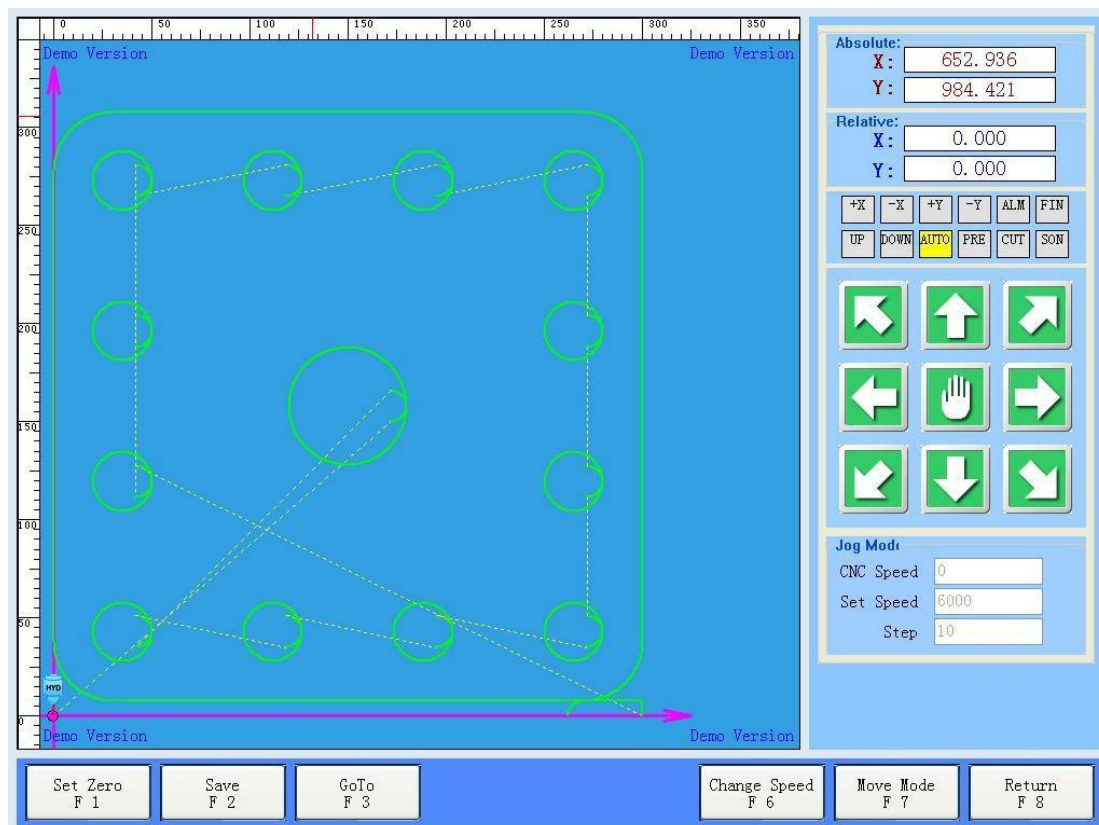 0 50 100 150 200 250 300 350
Demo Version Demo Version
300
250
200
150
100
50
0
HYD
Demo Version Demo Version
Absolute:
X: 652.936
Y: 984.421
Relative:
X: 0.000
Y: 0.000
+X -X +Y -Y ALM FIN
UP DOWN AUTO PRE CUT SON
Jog Mod
CNC Speed 0
Set Speed 6000
Step 10
Set Zero Save GoTo Change Speed Move Mode Return
F 1 F 2 F 3 F 6 F 7 F 8